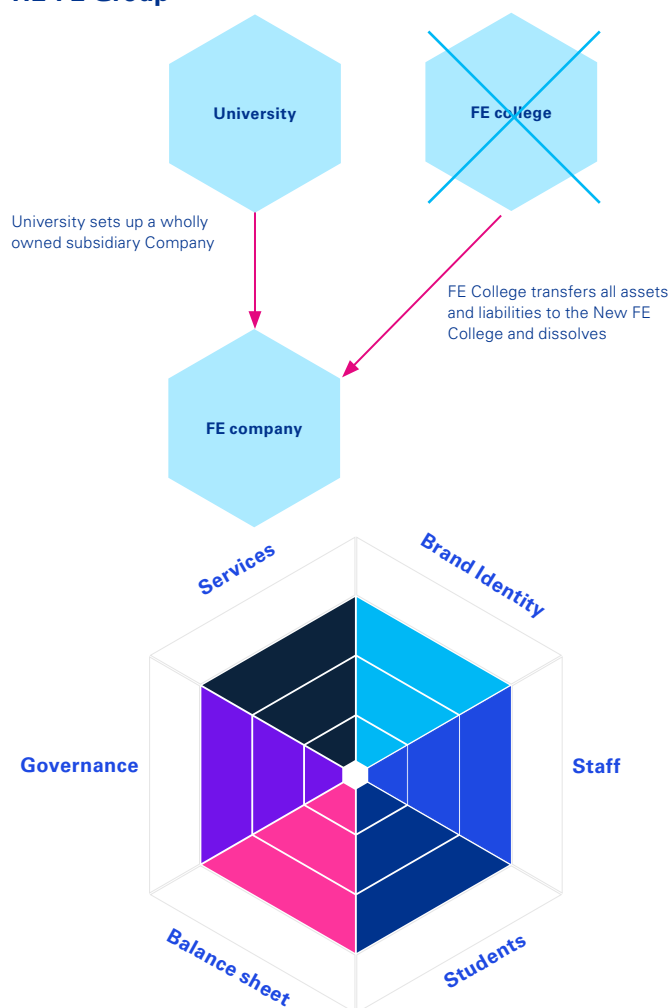 University
FE college
University sets up a wholly
owned subsidiary Company
FE College transfers all assets
and liabilities to the New FE
College and dissolves
FE company
Services
Brand Identity
Governance
Staff
Balance sheet
Students